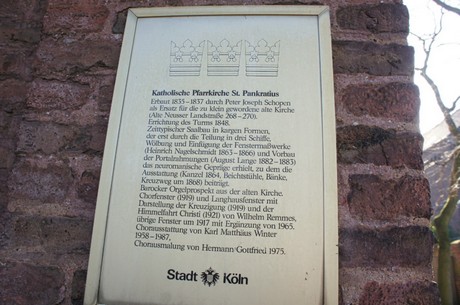 Katholische Pfarrkirche St. Pankratius
Erbaut 1835-1837 durch Peter Joseph Schopen
als Ersatz für die zu klein gewordene alte Kirche
(Alte Neusser Landstraße 268-270).
Errichtung des Turms 1848.
Zeittypischer Saalbau in kargen Formen,
der erst durch die Teilung in drei Schiffe,
Wölbung und Einfügung der Fenstermaßwerke
(Heinrich Nagelschmidt 1863-1866) und Vorbau
der Portalrahmungen (August Lange 1882-1883)
das neuromanische Gepräge erhielt, zu dem die
Ausstattung (Kanzel 1864, Beichtstühle, Bänke,
Kreuzweg um 1868) beiträgt.
Barocker Orgelprospekt aus der alten Kirche.
Chorfenster (1919) und Langhausfenster mit
Darstellung der Kreuzigung (1919) und der
Himmelfahrt Christi (1921) von Wilhelm Remmes,
übrige Fenster um 1917 mit Ergänzung von 1965.
Chorausstattung von Karl Matthäus Winter
1958-1987.
Chorausmalung von Hermann Gottfried 1975.
Stadt Köln